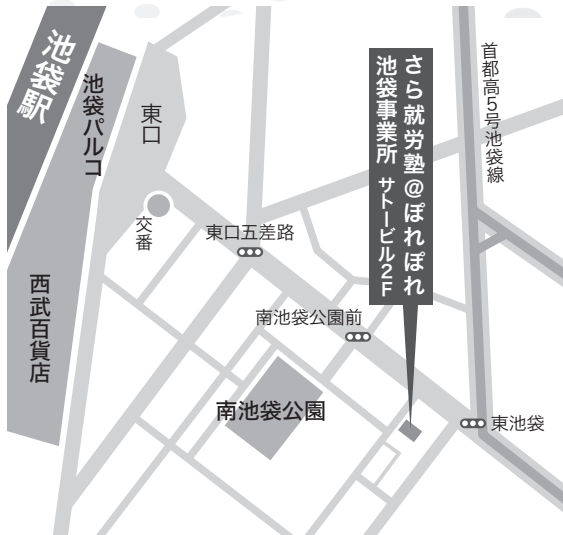 池袋駅
池袋パルコ
東口
交番
西武百貨店
東口五差路
南池袋公園前
南池袋公園
さら就労塾@ぽれぽれ
池袋事業所 サトービル2F
首都高5号池袋線
東池袋